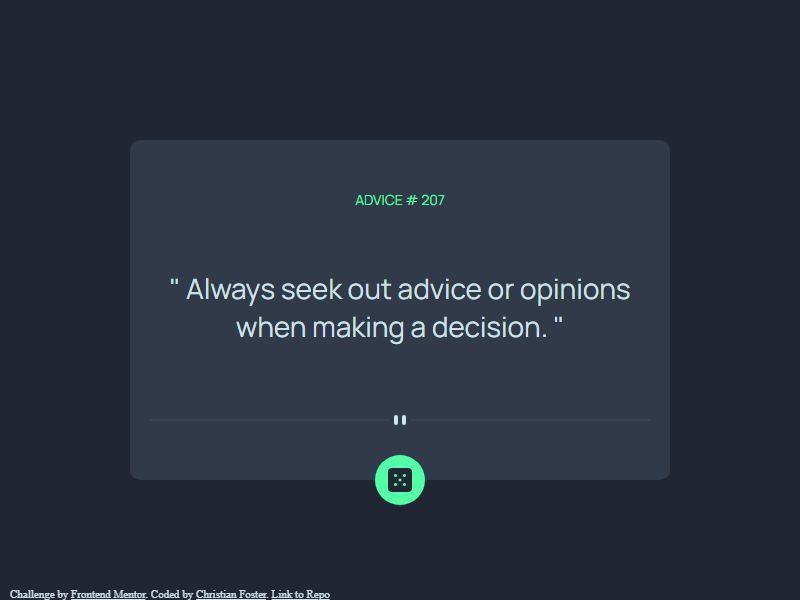 ADVICE # 207
" Always seek out advice or opinions
when making a decision. "
Challenge by Frontend Mentor. Coded by Christian Foster. Link to Repo